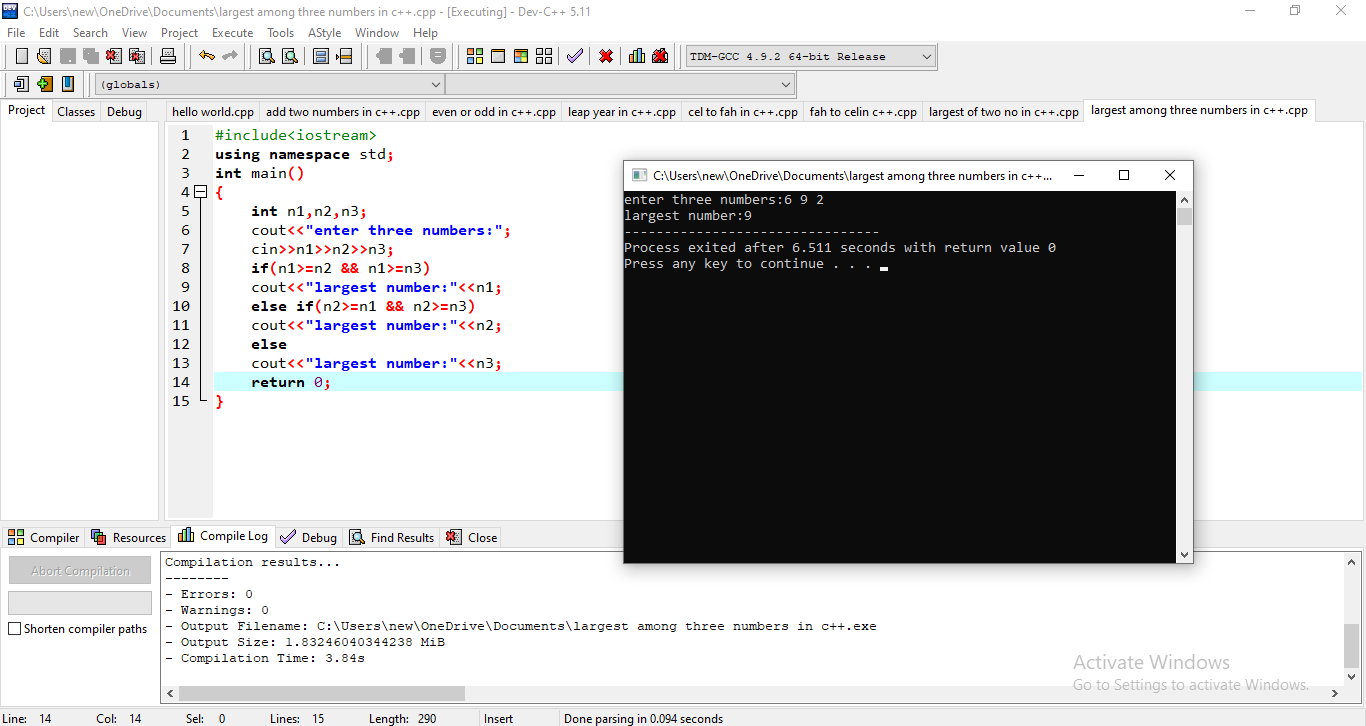 C:\Users\new\OneDrive\Documents\largest among three numbers in c++.cpp - [Executing] - Dev-C++ 5.11
File Edit Search View Project Execute Tools AStyle Window Help
TDM-GCC 4.9.2 64-bit Release
(globals)
Project Classes Debug
hello world.cpp add two numbers in c++.cpp even or odd in c++.cpp leap year in c++.cpp cel to fah in c++.cpp fah to celin c++.cpp largest of two no in c++.cpp largest among three numbers in c++.cpp
1 #include<iostream>
2 using namespace std;
3 int main()
4 {
5 int n1,n2,n3;
6 cout<<"enter three numbers:";
7 cin>>n1>>n2>>n3;
8 if(n1>=n2 && n1>=n3)
9 cout<<"largest number:"<<n1;
10 else if(n2>=n1 && n2>=n3)
11 cout<<"largest number:"<<n2;
12 else
13 cout<<"largest number:"<<n3;
14 return 0;
15 }
C:\Users\new\OneDrive\Documents\largest among three numbers in c++...
enter three numbers:6 9 2
largest number:9
--------------------------------
Process exited after 6.511 seconds with return value 0
Press any key to continue . . .
Compiler Resources Compile Log Debug Find Results Close
Abort Compilation
Shorten compiler paths
Compilation results...
--------
- Errors: 0
- Warnings: 0
- Output Filename: C:\Users\new\OneDrive\Documents\largest among three numbers in c++.exe
- Output Size: 1.83246040344238 MiB
- Compilation Time: 3.84s
Activate Windows
Go to Settings to activate Windows.
Line: 14 Col: 14 Sel: 0 Lines: 15 Length: 290 Insert Done parsing in 0.094 seconds